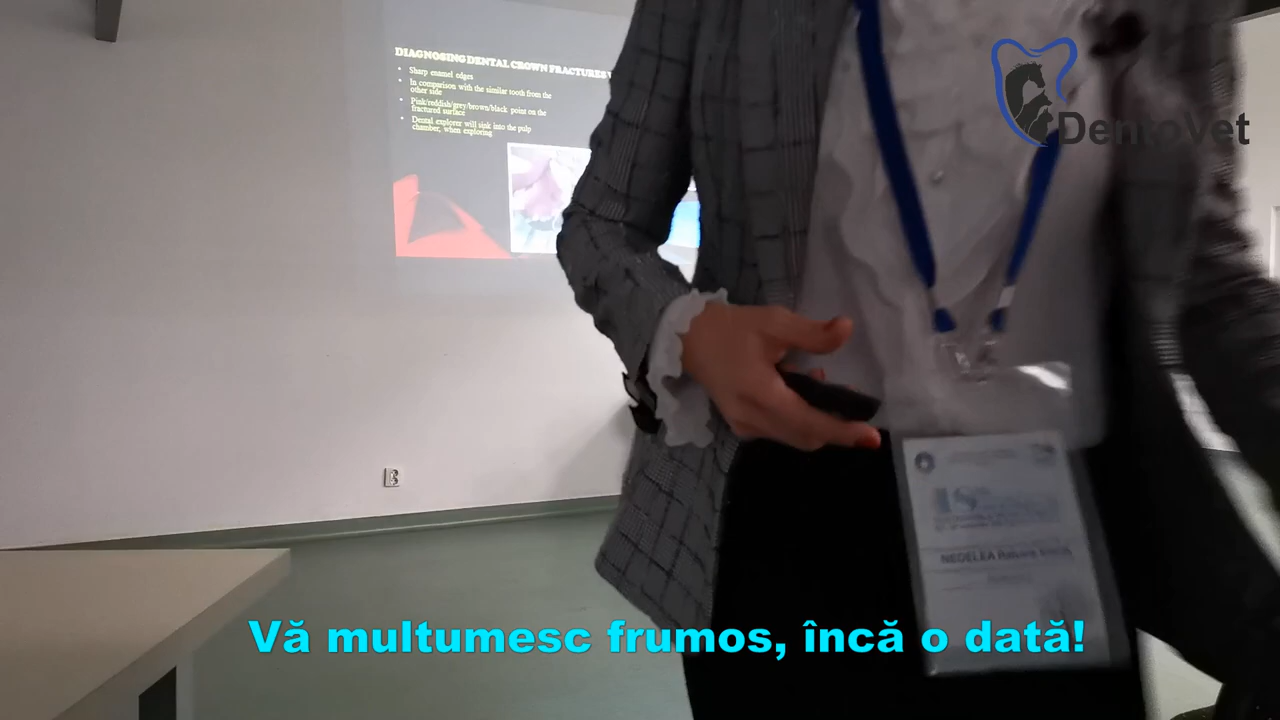 DIAGNOSING DENTAL CROWN FRACTURES
• Sharp enamel edges
• In comparison with the similar tooth from the
other side
• Pink/reddish/grey/brown/black point on the
fractured surface
• Dental explorer will sink into the pulp
chamber, when exploring
DentoVet
IS
NEDELEA
Vă multumesc frumos, încă o dată!